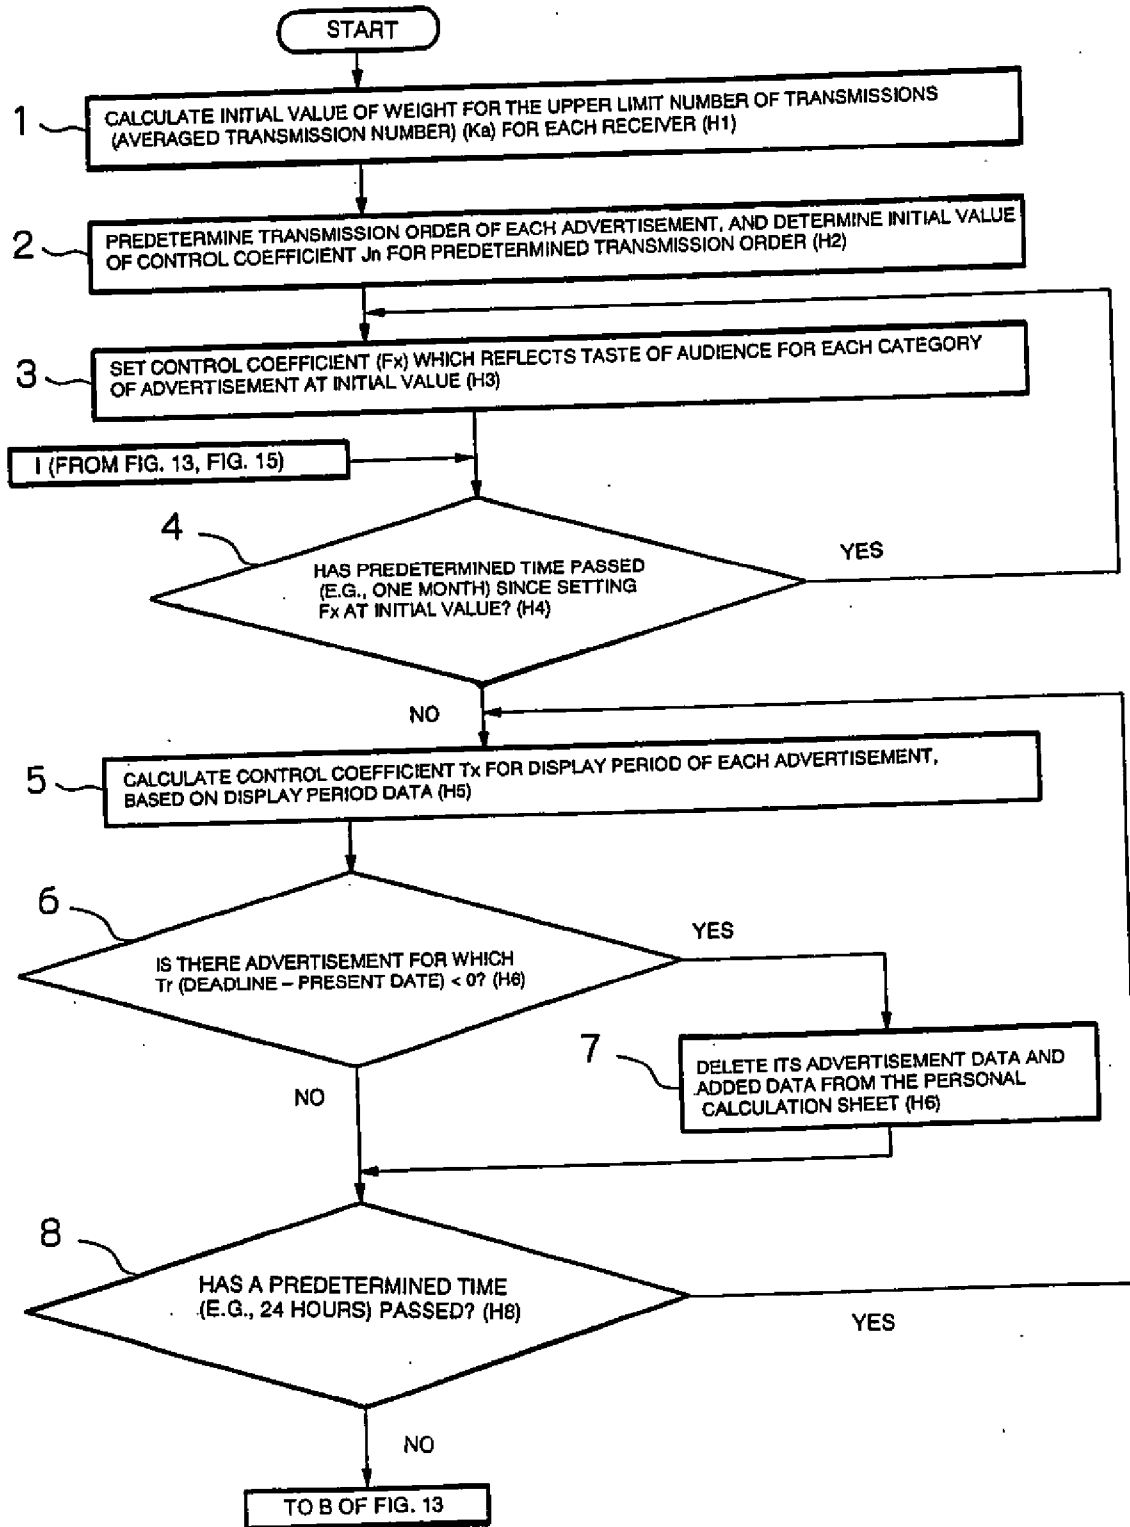 START
1
CALCULATE INITIAL VALUE OF WEIGHT FOR THE UPPER LIMIT NUMBER OF TRANSMISSIONS
(AVERAGED TRANSMISSION NUMBER) (Ka) FOR EACH RECEIVER (H1)
2
PREDETERMINE TRANSMISSION ORDER OF EACH ADVERTISEMENT, AND DETERMINE INITIAL VALUE
OF CONTROL COEFFICIENT Jn FOR PREDETERMINED TRANSMISSION ORDER (H2)
3
SET CONTROL COEFFICIENT (Fx) WHICH REFLECTS TASTE OF AUDIENCE FOR EACH CATEGORY
OF ADVERTISEMENT AT INITIAL VALUE (H3)
I (FROM FIG. 13, FIG. 15)
4
HAS PREDETERMINED TIME PASSED
(E.G., ONE MONTH) SINCE SETTING
Fx AT INITIAL VALUE? (H4)
YES
NO
5
CALCULATE CONTROL COEFFICIENT Tx FOR DISPLAY PERIOD OF EACH ADVERTISEMENT,
BASED ON DISPLAY PERIOD DATA (H5)
6
IS THERE ADVERTISEMENT FOR WHICH
Tr (DEADLINE – PRESENT DATE) < 0? (H6)
YES
NO
7
DELETE ITS ADVERTISEMENT DATA AND
ADDED DATA FROM THE PERSONAL
CALCULATION SHEET (H6)
8
HAS A PREDETERMINED TIME
(E.G., 24 HOURS) PASSED? (H8)
YES
NO
TO B OF FIG. 13